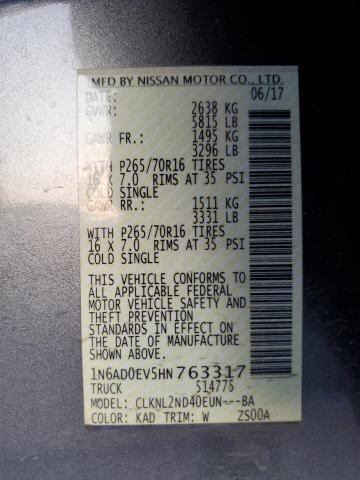 MFD BY NISSAN MOTOR CO., LTD.
DATE: 06/17
GVWR: 2638 KG
5815 LB
GAWR FR.: 1495 KG
3296 LB
WITH P265/70R16 TIRES
16 X 7.0 RIMS AT 35 PSI
COLD SINGLE
GAWR RR.: 1511 KG
3331 LB
WITH P265/70R16 TIRES
16 X 7.0 RIMS AT 35 PSI
COLD SINGLE
THIS VEHICLE CONFORMS TO
ALL APPLICABLE FEDERAL
MOTOR VEHICLE SAFETY AND
THEFT PREVENTION
STANDARDS IN EFFECT ON
THE DATE OF MANUFACTURE
SHOWN ABOVE.
1N6AD0EV5HN763317
TRUCK 514775
MODEL: CLKNL2ND40EUN---BA
COLOR: KAD TRIM: W ZS00A